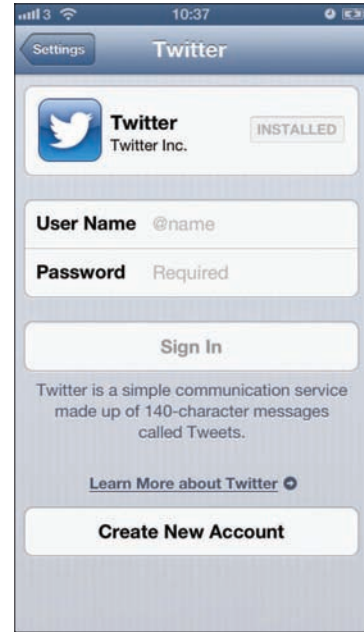 3 10:37
Settings Twitter
Twitter INSTALLED
Twitter Inc.
User Name @name
Password Required
Sign In
Twitter is a simple communication service
made up of 140-character messages
called Tweets.
Learn More about Twitter
Create New Account